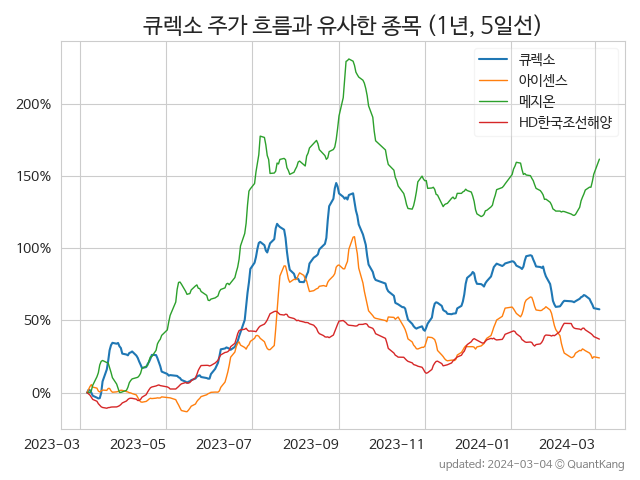 큐렉소 주가 흐름과 유사한 종목 (1년, 5일선)
큐렉소
아이센스
메지온
HD한국조선해양
200%
150%
100%
50%
0%
2023-03 2023-05 2023-07 2023-09 2023-11 2024-01 2024-03
updated: 2024-03-04 © QuantKang